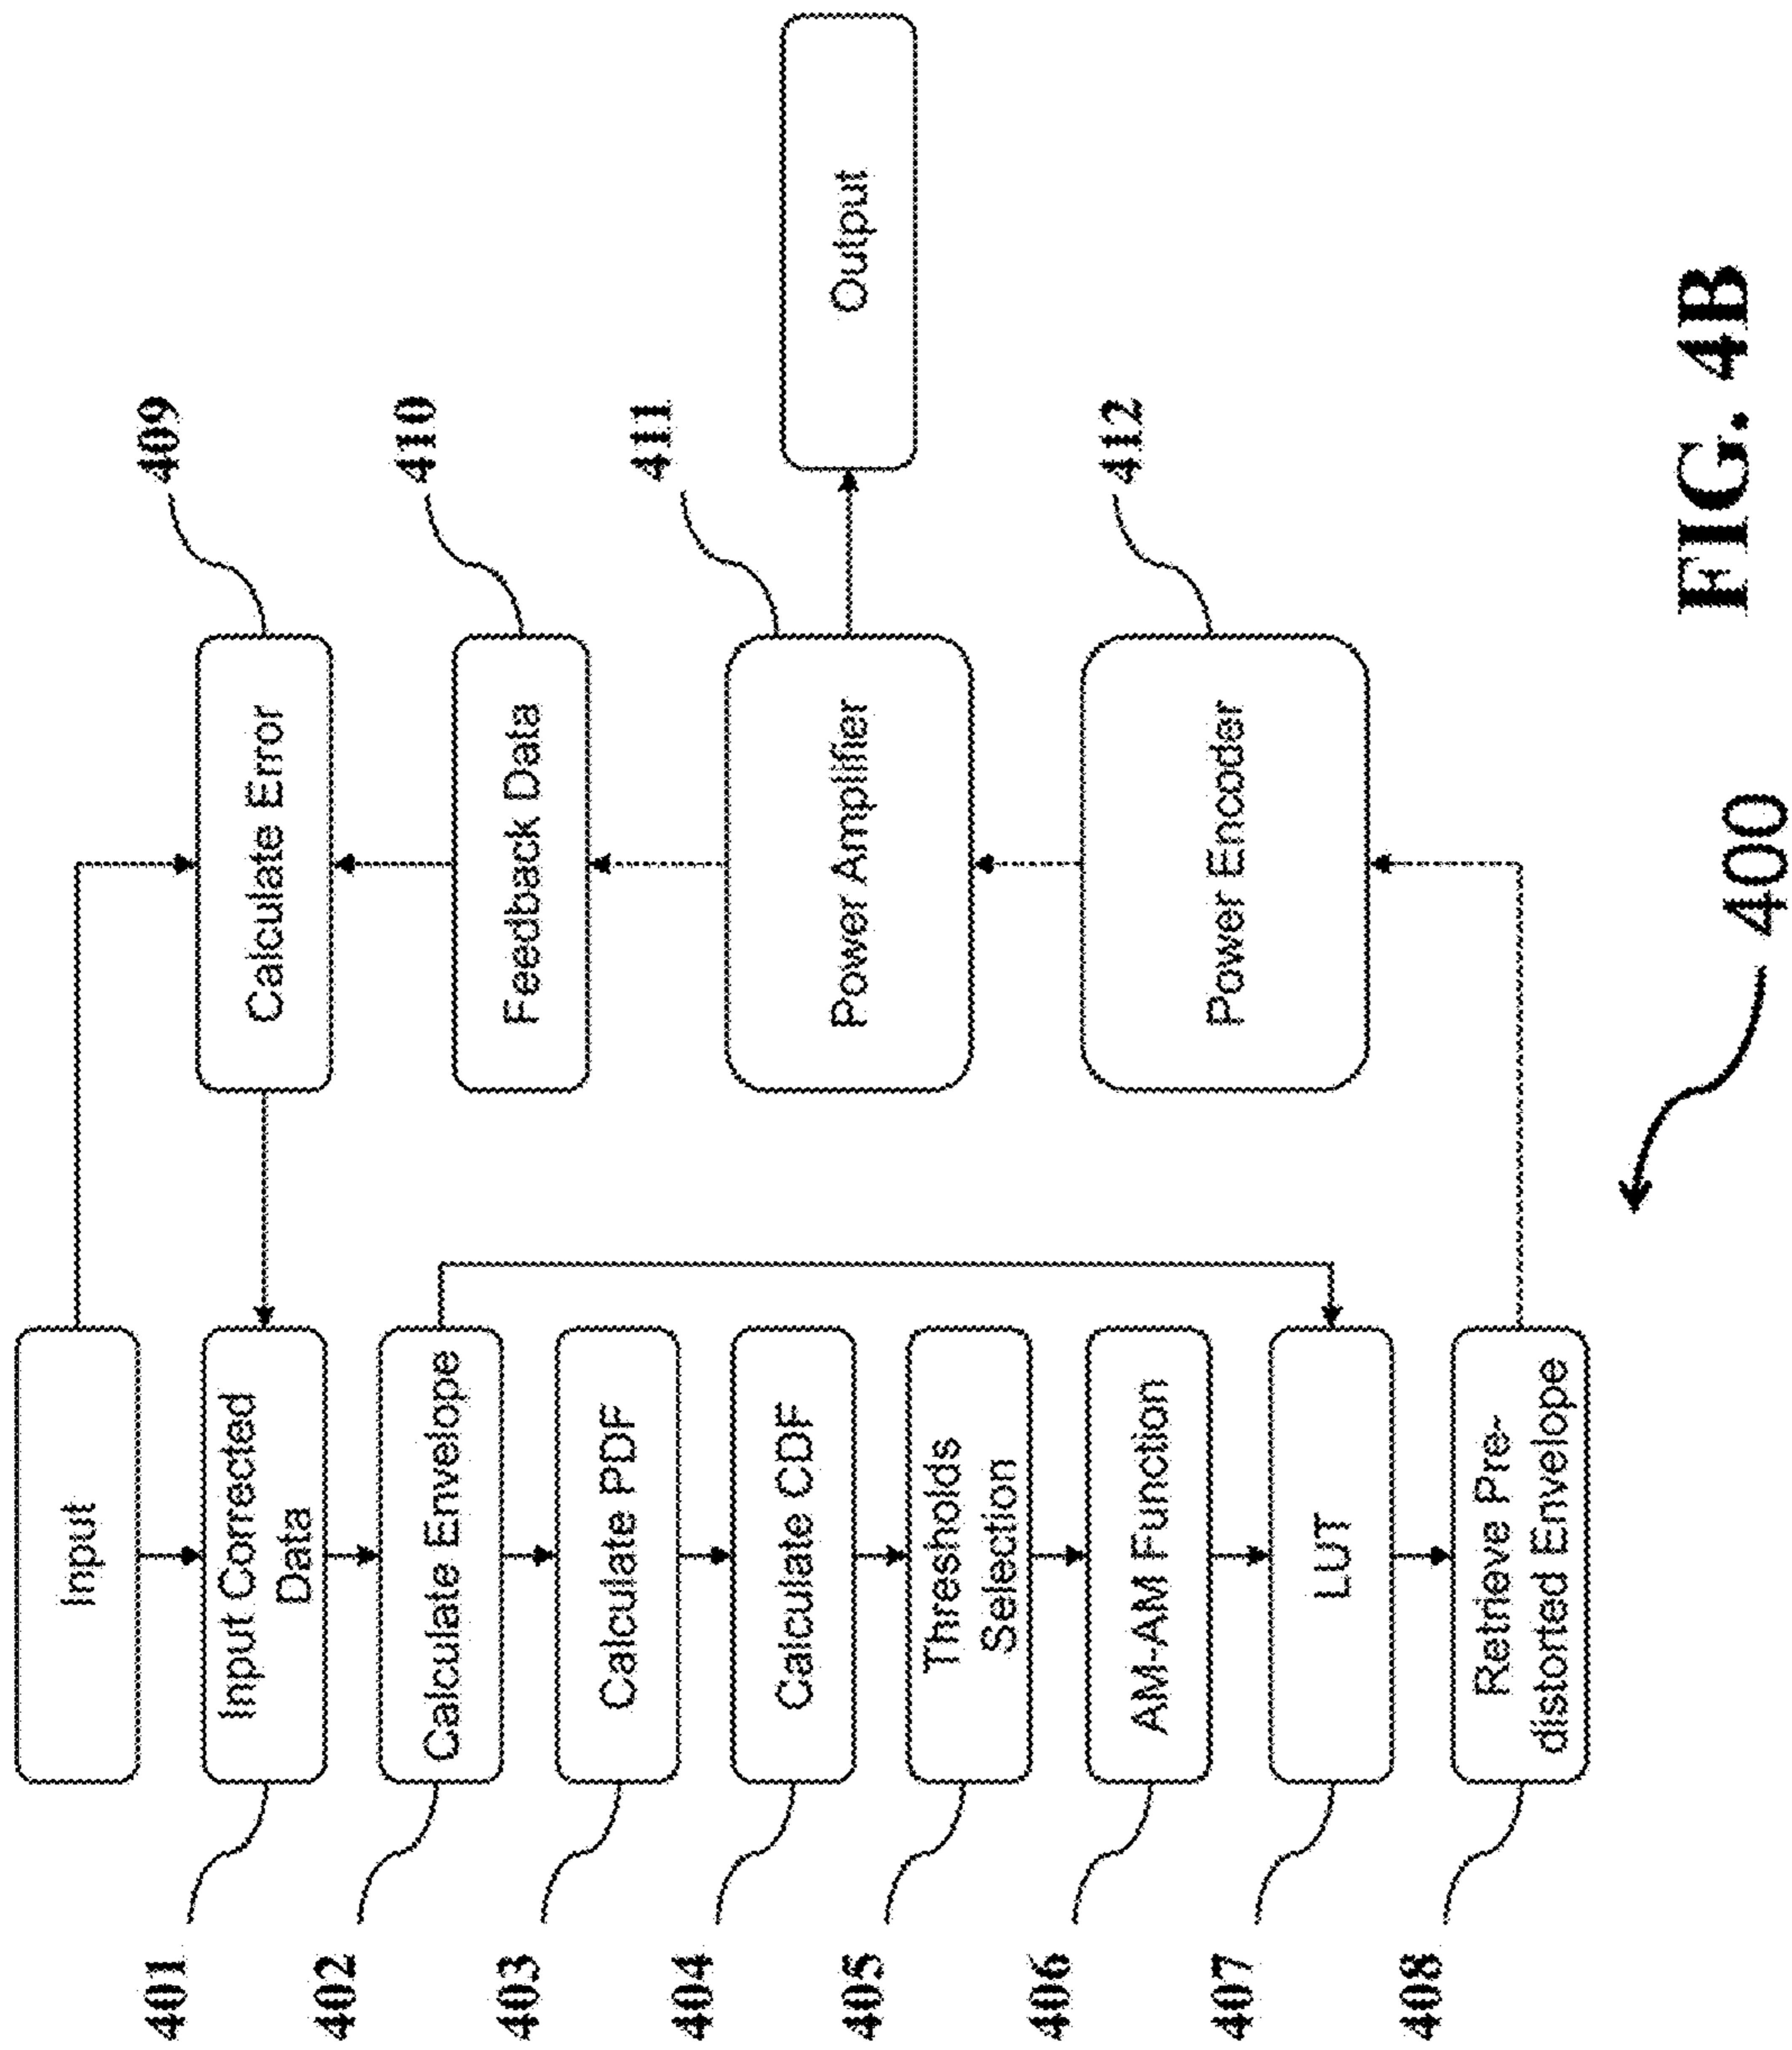 Input
401
Input Corrected
Data
402
Calculate Envelope
403
Calculate PDF
404
Calculate CDF
405
Thresholds
Selection
406
AM-AM Function
407
LUT
408
Retrieve Pre-
distorted Envelope
Calculate Error
409
Feedback Data
410
Power Amplifier
411
Power Encoder
412
Output
400
FIG. 4B